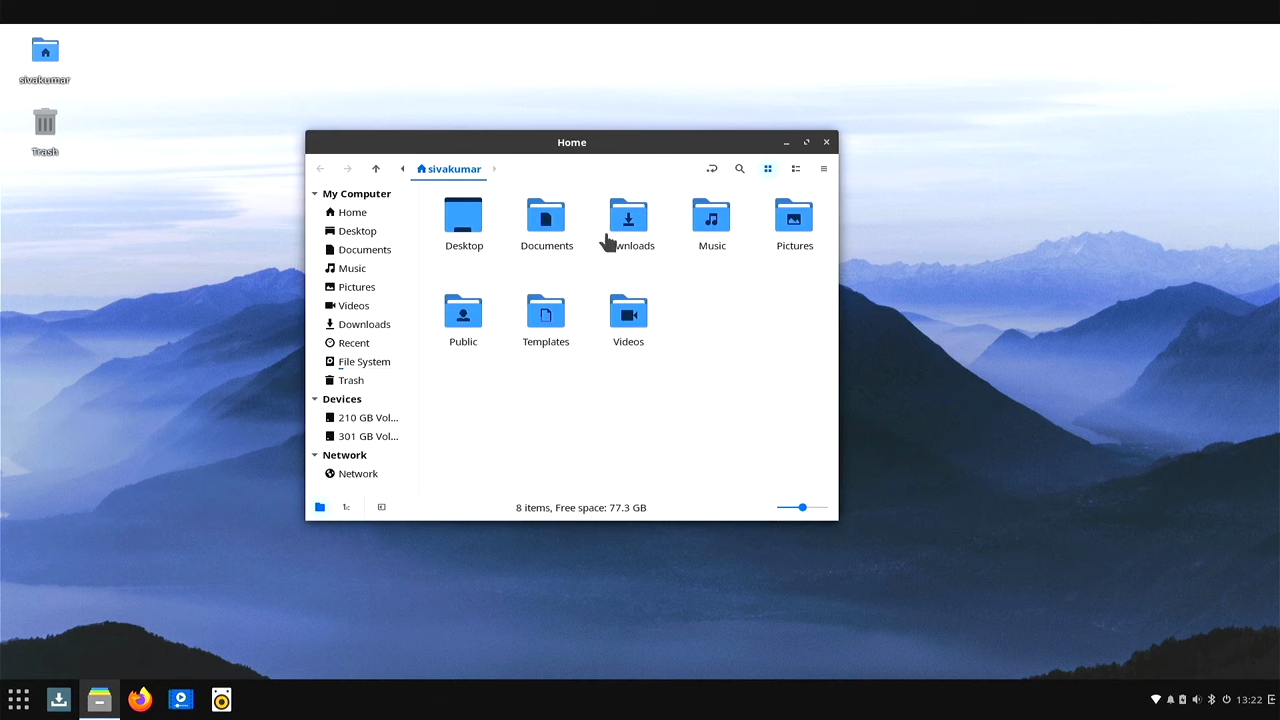 sivakumar
Trash
Home
sivakumar
My Computer
Home
Desktop
Documents
Music
Pictures
Videos
Downloads
Recent
File System
Trash
Devices
210 GB Vol...
301 GB Vol...
Network
Network
Desktop
Documents
wnloads
Music
Pictures
Public
Templates
Videos
8 items, Free space: 77.3 GB
13:22